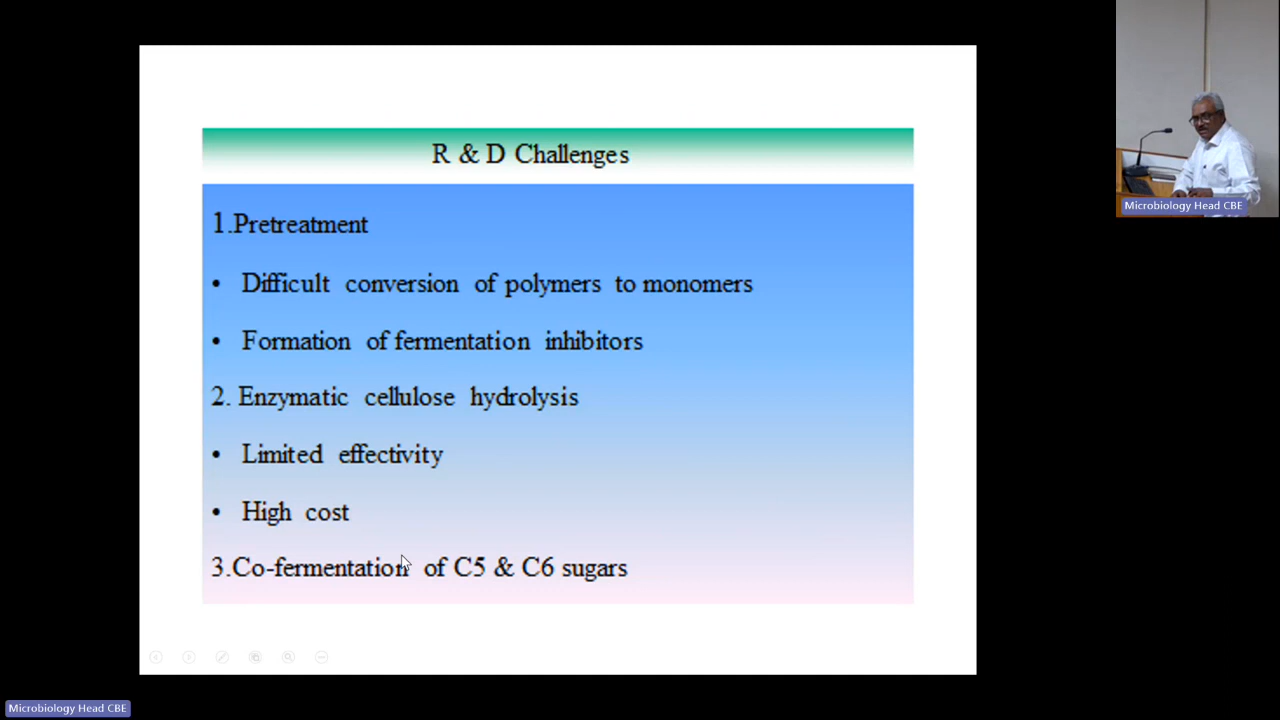 R & D Challenges
1.Pretreatment
• Difficult conversion of polymers to monomers
• Formation of fermentation inhibitors
2. Enzymatic cellulose hydrolysis
• Limited effectivity
• High cost
3.Co-fermentation of C5 & C6 sugars
Microbiology Head CBE
Microbiology Head CBE